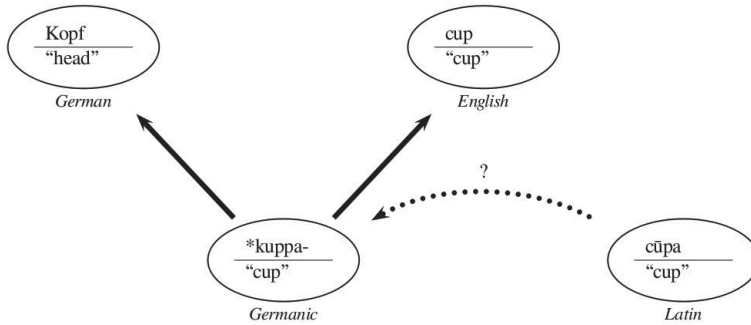 Kopf
“head”
German
cup
“cup”
English
?
*kuppa-
“cup”
Germanic
cūpa
“cup”
Latin